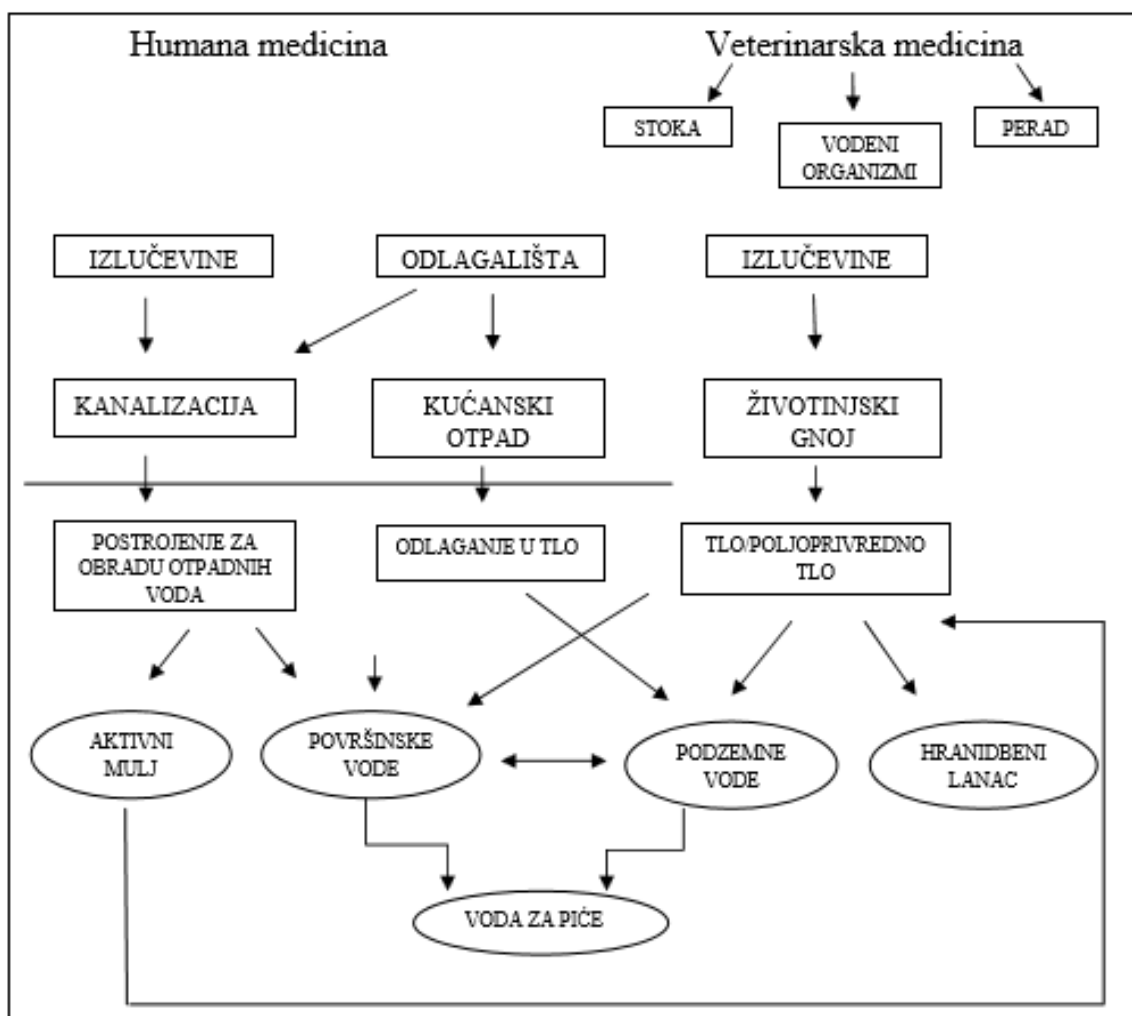 Humana medicina
Veterinarska medicina
STOKA
VODENI
ORGANIZMI
PERAD
IZLUČEVINE
ODLAGALIŠTA
IZLUČEVINE
KANALIZACIJA
KUĆANSKI
OTPAD
ŽIVOTINJSKI
GNOJ
POSTROJENJE ZA
OBRADU OTPADNIH
VODA
ODLAGANJE U TLO
TLO/POLJOPRIVREDNO
TLO
AKTIVNI
MULJ
POVRŠINSKE
VODE
PODZEMNE
VODE
HRANIDBENI
LANAC
VODA ZA PIĆE